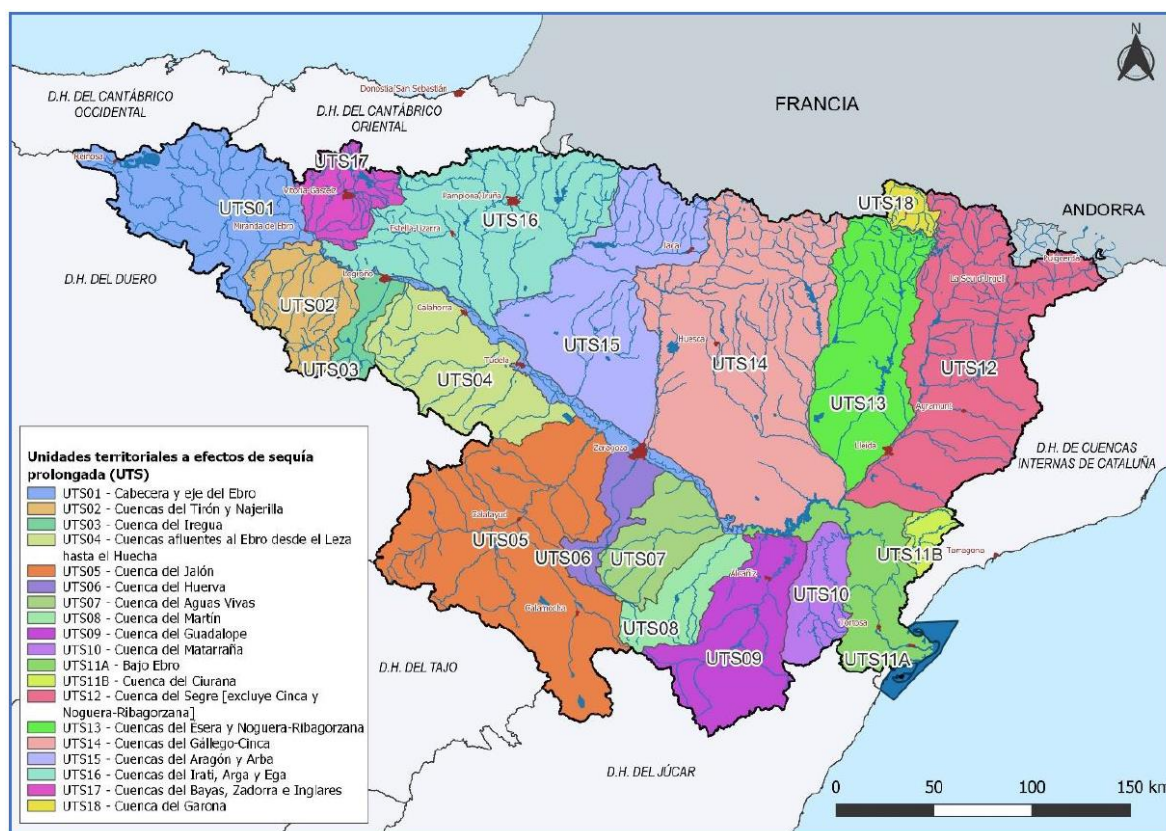 N
D.H. DEL CANTÁBRICO
OCCIDENTAL
Donostia-San Sebastián
D.H. DEL CANTÁBRICO
ORIENTAL
FRANCIA
Reinosa
UTS17
Vitoria-Gasteiz
UTS01
Miranda de Ebro
Pamplona/Iruña
UTS16
Estella-Lizarra
UTS18
ANDORRA
Jaca
Puigcerdà
La Seu d'Urgell
D.H. DEL DUERO
Logroño
UTS02
Calahorra
UTS03
Tudela
UTS04
UTS15
Huesca
UTS14
UTS13
UTS12
Agramunt
Lleida
Zaragoza
D.H. DE CUENCAS
INTERNAS DE CATALUÑA
Calatayud
UTS05
UTS06
UTS07
Calamocha
UTS08
Alcañiz
UTS09
UTS10
UTS11B
Tarragona
Tortosa
UTS11A
D.H. DEL TAJO
D.H. DEL JÚCAR
Unidades territoriales a efectos de sequía
prolongada (UTS)
UTS01 - Cabecera y eje del Ebro
UTS02 - Cuencas del Tirón y Najerilla
UTS03 - Cuenca del Iregua
UTS04 - Cuencas afluentes al Ebro desde el Leza
hasta el Huecha
UTS05 - Cuenca del Jalón
UTS06 - Cuenca del Huerva
UTS07 - Cuenca del Aguas Vivas
UTS08 - Cuenca del Martín
UTS09 - Cuenca del Guadalope
UTS10 - Cuenca del Matarraña
UTS11A - Bajo Ebro
UTS11B - Cuenca del Ciurana
UTS12 - Cuenca del Segre [excluye Cinca y
Noguera-Ribagorzana]
UTS13 - Cuencas del Ésera y Noguera-Ribagorzana
UTS14 - Cuencas del Gállego-Cinca
UTS15 - Cuencas del Aragón y Arba
UTS16 - Cuencas del Irati, Arga y Ega
UTS17 - Cuencas del Bayas, Zadorra e Inglares
UTS18 - Cuenca del Garona
0 50 100 150 km